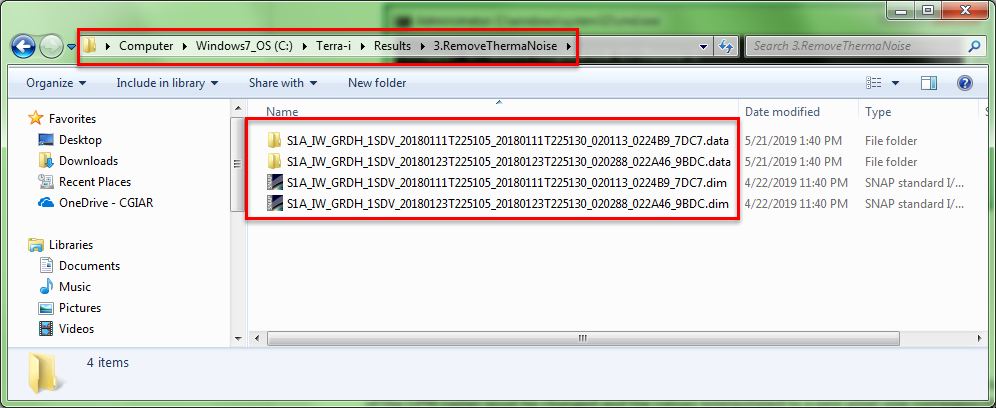 Computer Windows7_OS (C:) Terra-i Results 3.RemoveThermaNoise
Search 3.RemoveThermaNoise
Organize Include in library Share with New folder
Favorites
Desktop
Downloads
Recent Places
OneDrive - CGIAR
Libraries
Documents
Music
Pictures
Videos
Name Date modified Type
S1A_IW_GRDH_1SDV_20180111T225105_20180111T225130_020113_0224B9_7DC7.data 5/21/2019 1:40 PM File folder
S1A_IW_GRDH_1SDV_20180123T225105_20180123T225130_020288_022A46_9BDC.data 5/21/2019 1:40 PM File folder
S1A_IW_GRDH_1SDV_20180111T225105_20180111T225130_020113_0224B9_7DC7.dim 4/22/2019 11:40 PM SNAP standard I/...
S1A_IW_GRDH_1SDV_20180123T225105_20180123T225130_020288_022A46_9BDC.dim 4/22/2019 11:40 PM SNAP standard I/...
4 items